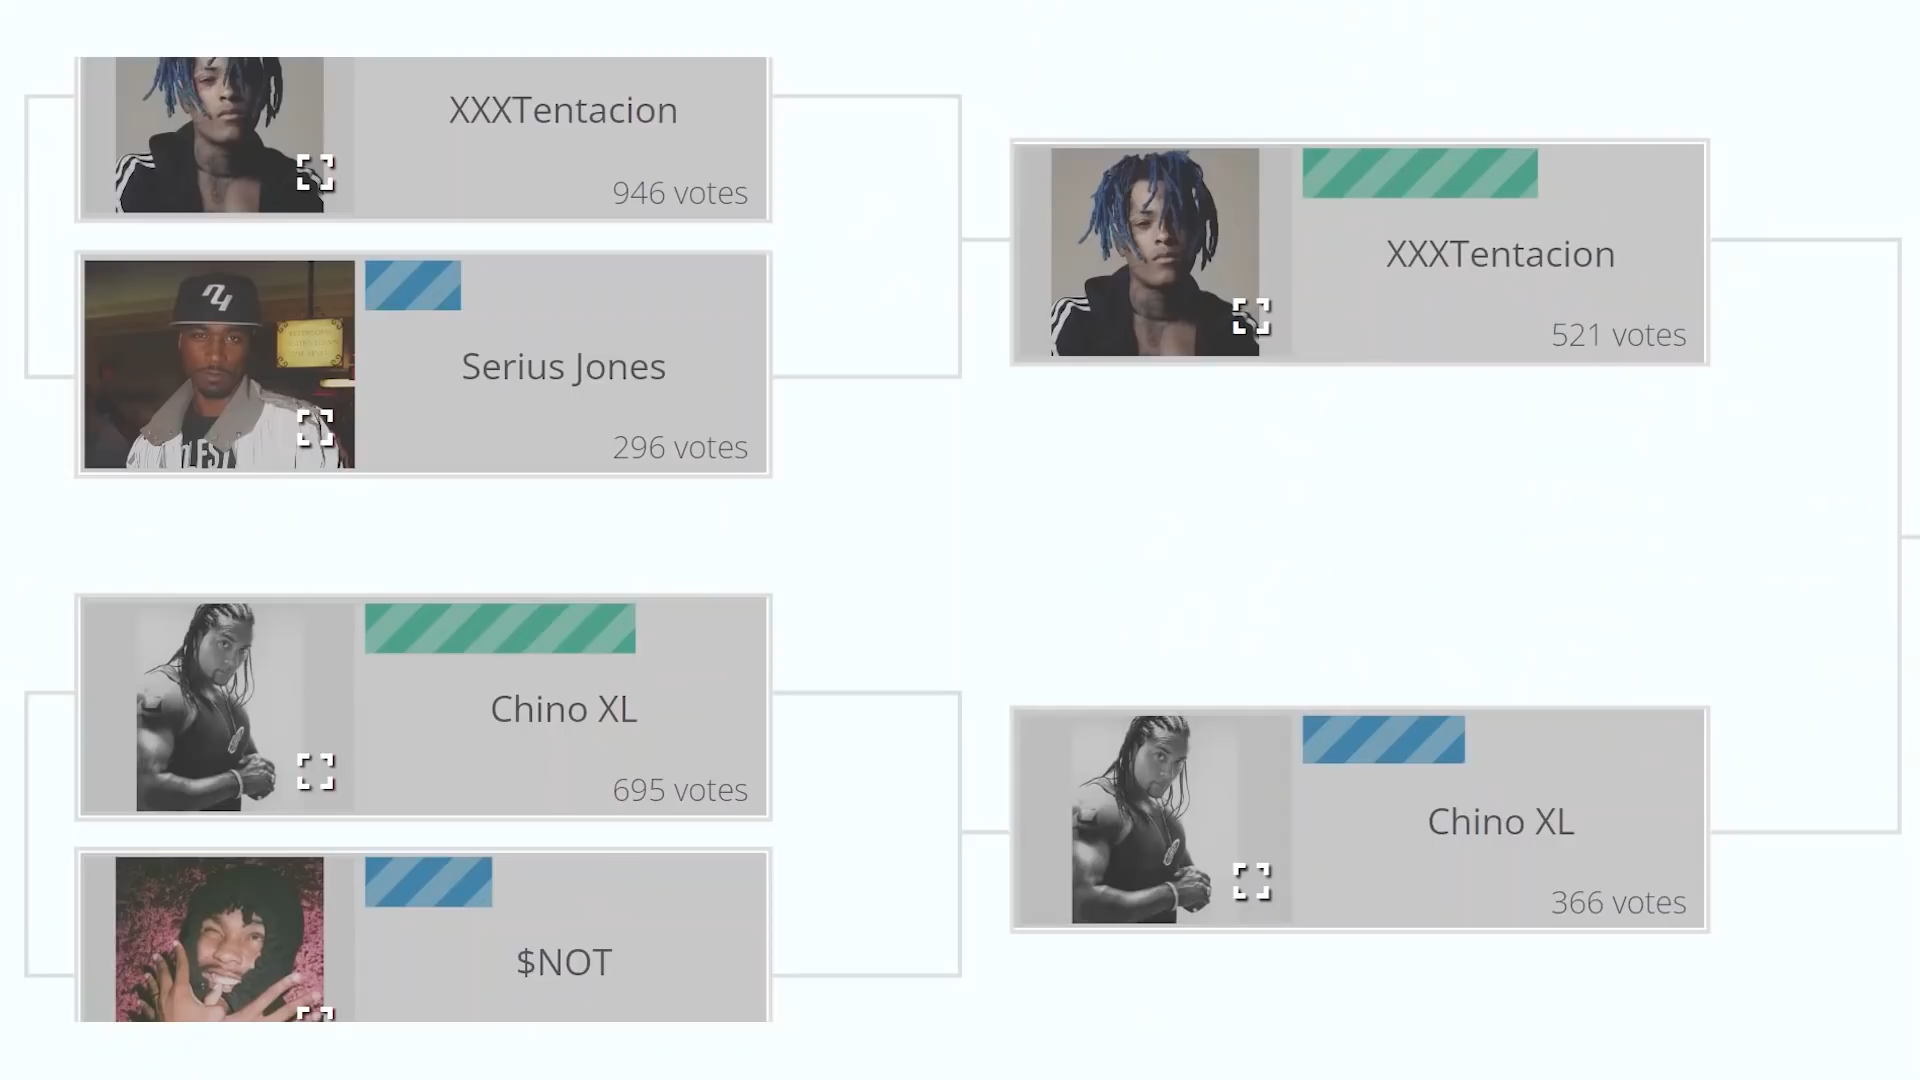 XXXTentacion
946 votes
Serius Jones
296 votes
Chino XL
695 votes
$NOT
XXXTentacion
521 votes
Chino XL
366 votes